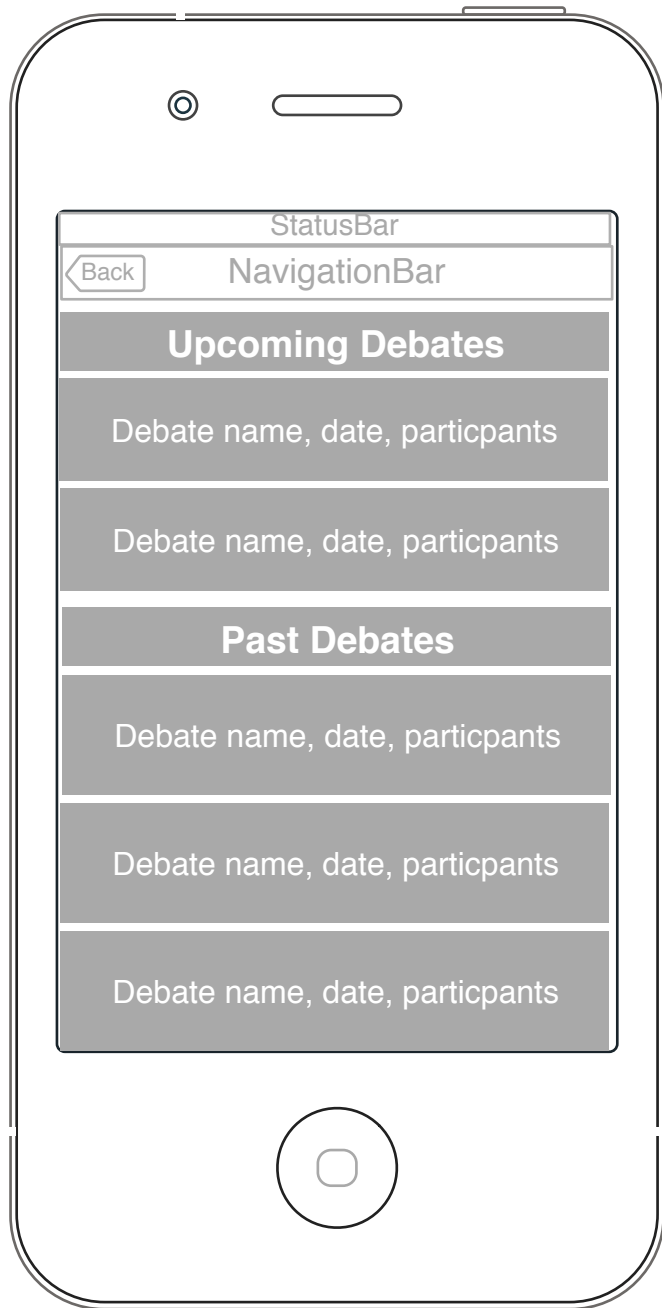 StatusBar
Back
NavigationBar
Upcoming Debates
Debate name, date, particpants
Debate name, date, particpants
Past Debates
Debate name, date, particpants
Debate name, date, particpants
Debate name, date, particpants